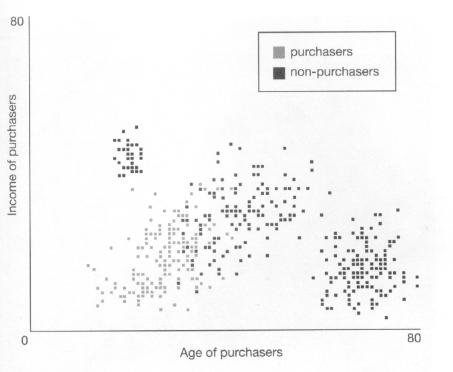 80
purchasers
non-purchasers
Income of purchasers
0
80
Age of purchasers